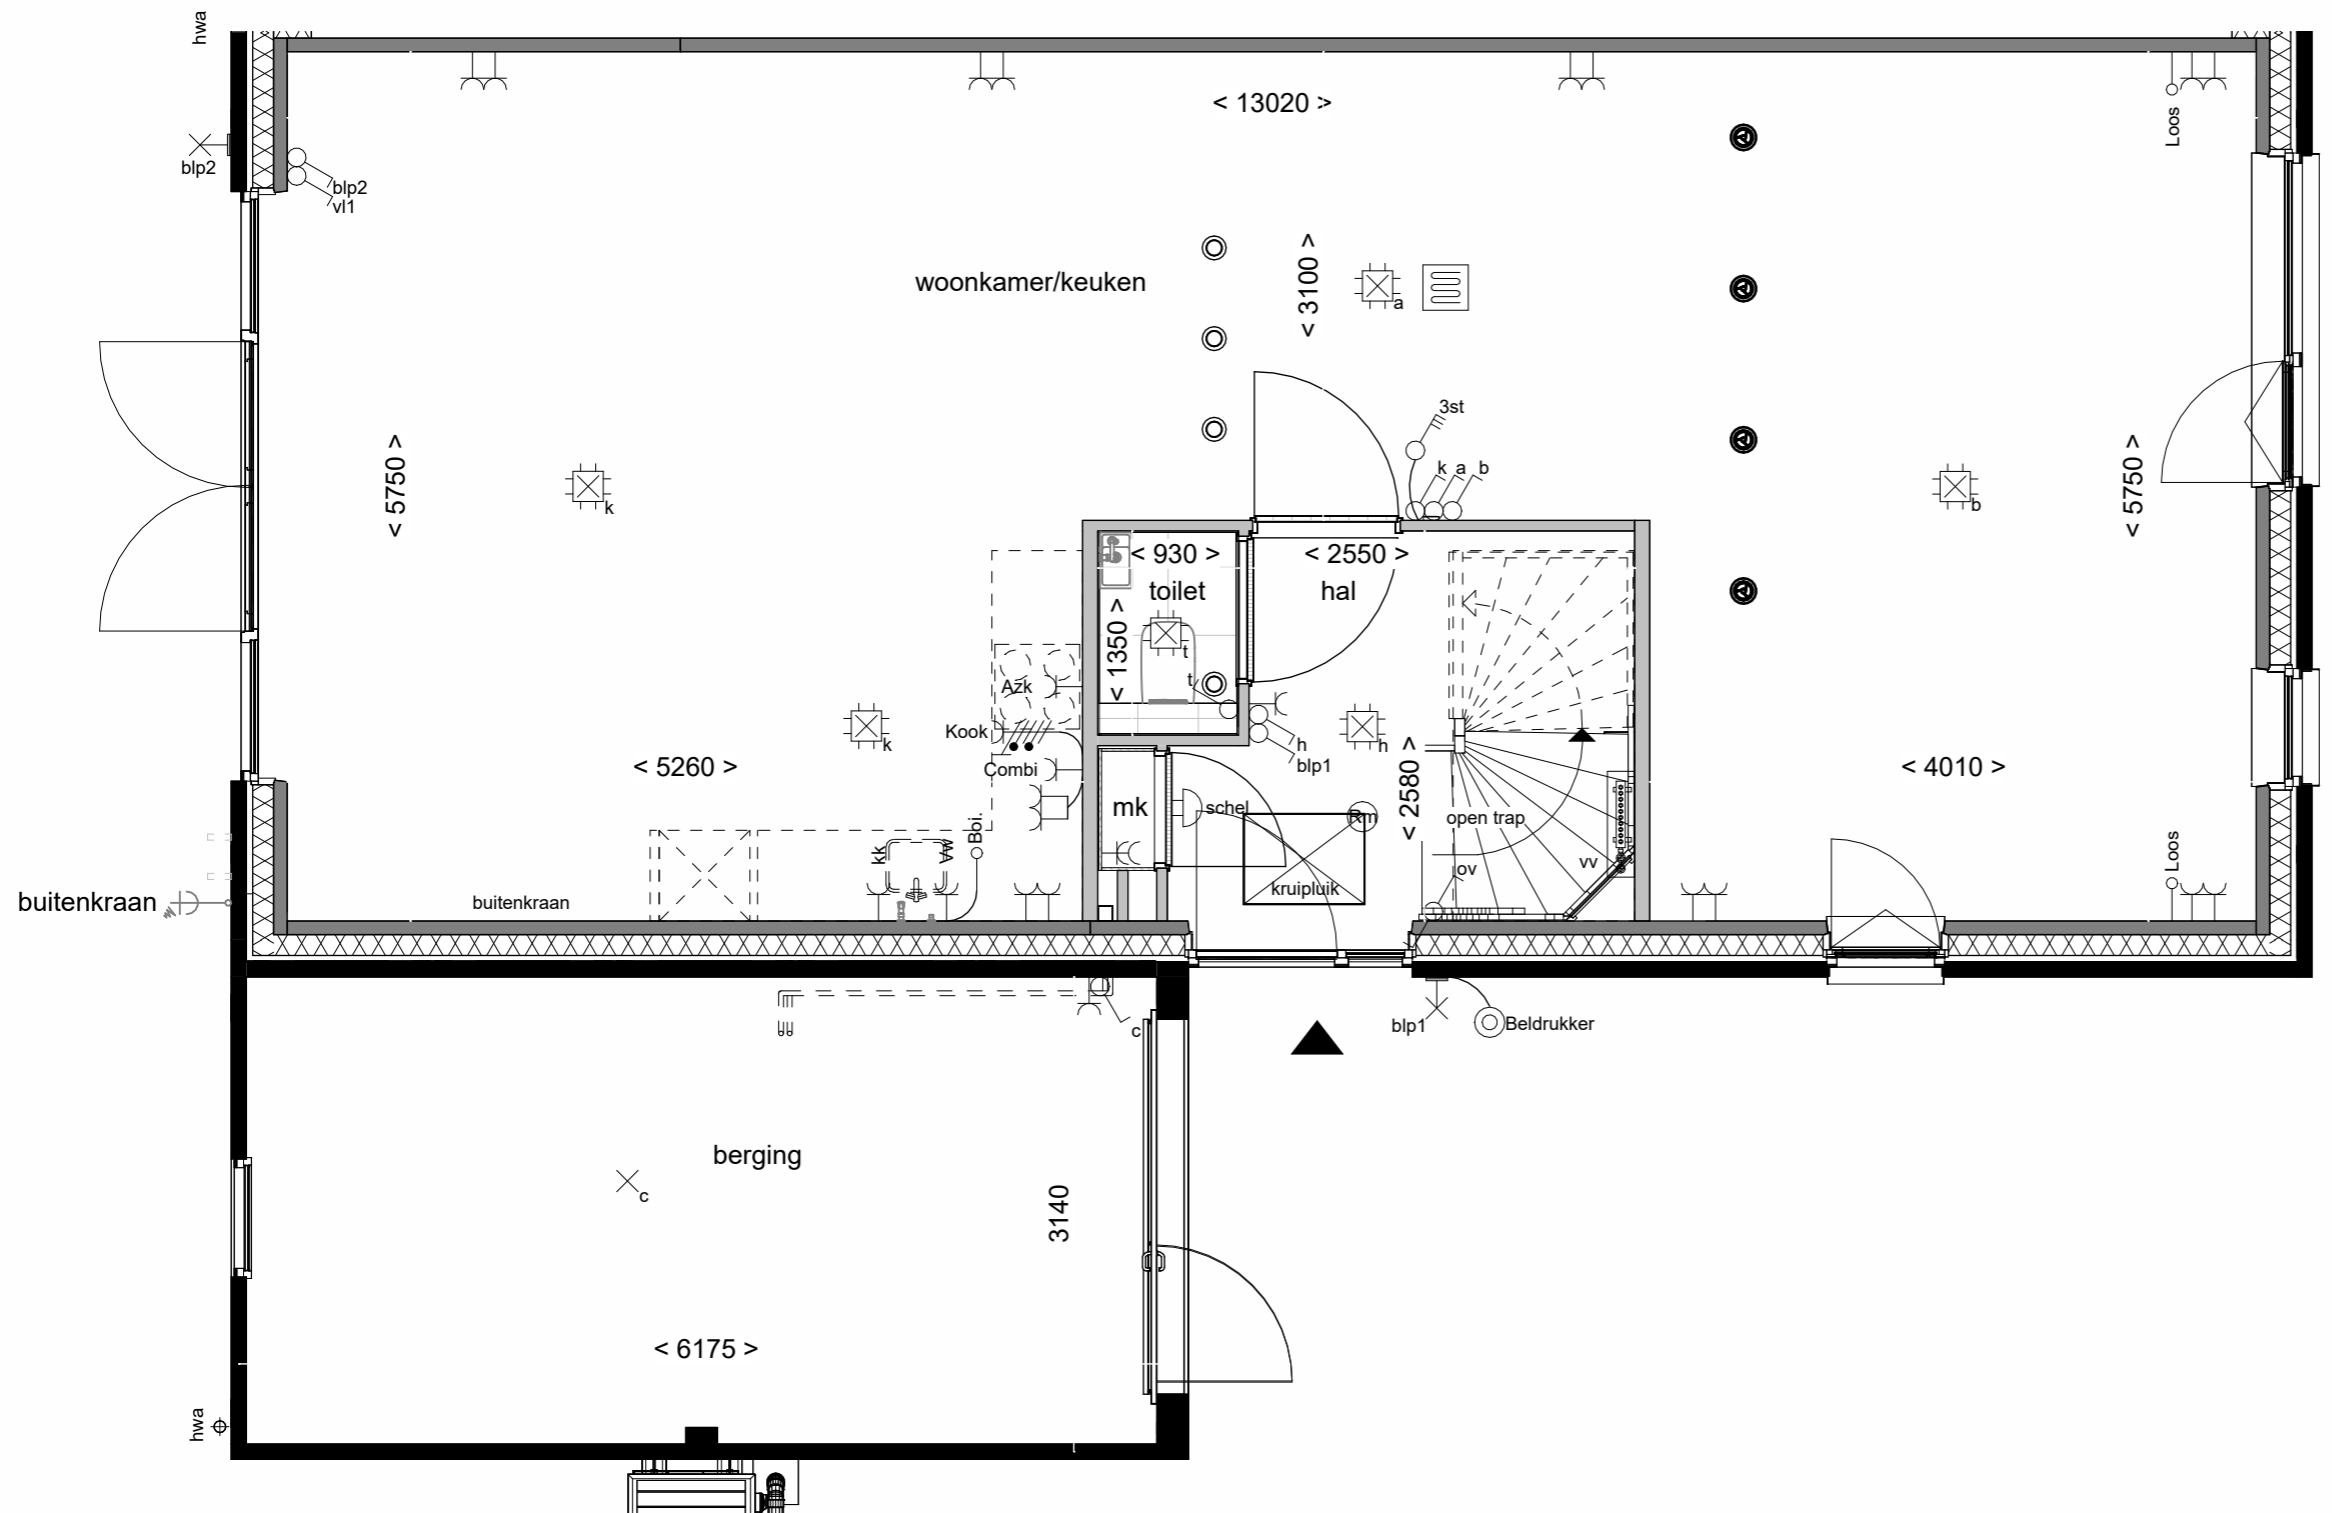 hwa
< 13020 >
Loos
blp2
blp2
vl1
woonkamer/keuken
< 3100 >
a
3st
k a b
< 5750 >
k
< 5750 >
b
< 930 >
toilet
< 2550 >
hal
< 1350 >
t
t
Azk
Kook
Combi
k
h
blp1
h
< 5260 >
< 2580 >
< 4010 >
mk
schel
Rm
open trap
Boi.
kk
WA
vv
ov
Loos
kruipluik
buitenkraan
buitenkraan
c
blp1
Beldrukker
berging
c
3140
< 6175 >
hwa